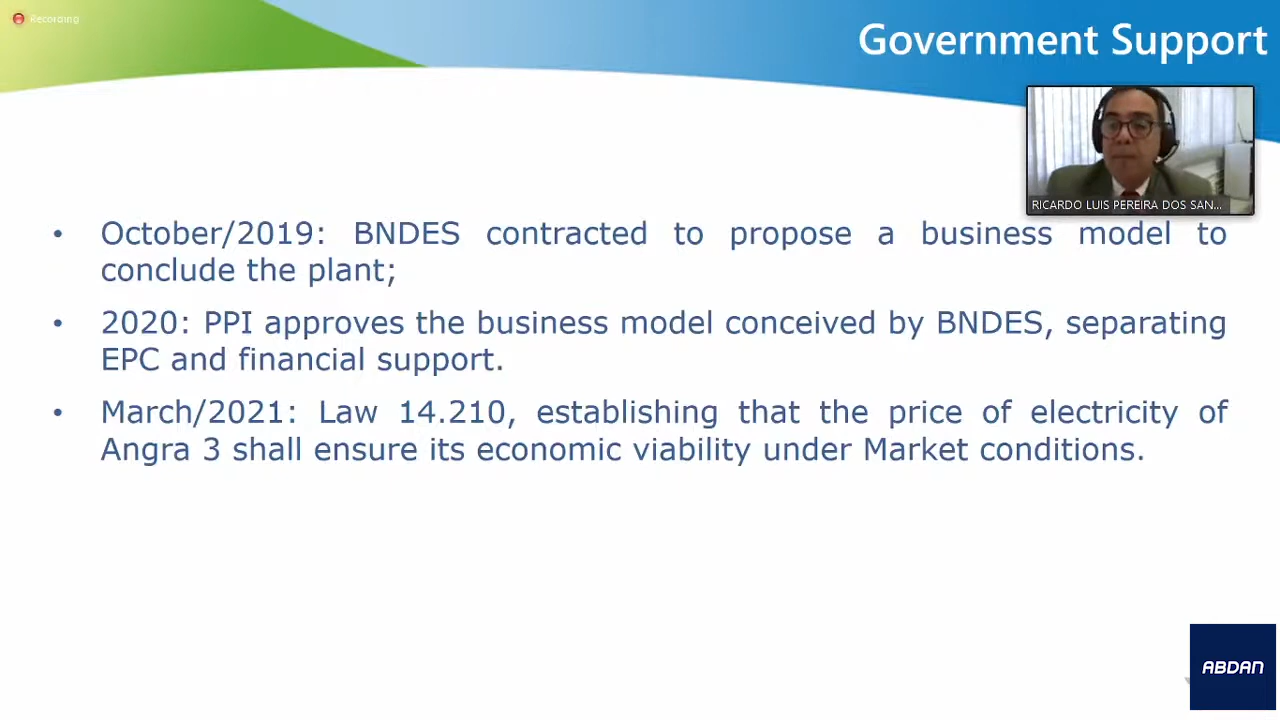 Recording
Government Support
RICARDO LUIS PEREIRA DOS SAN...
• October/2019: BNDES contracted to propose a business model to
conclude the plant;
• 2020: PPI approves the business model conceived by BNDES, separating
EPC and financial support.
• March/2021: Law 14.210, establishing that the price of electricity of
Angra 3 shall ensure its economic viability under Market conditions.
ABDAN